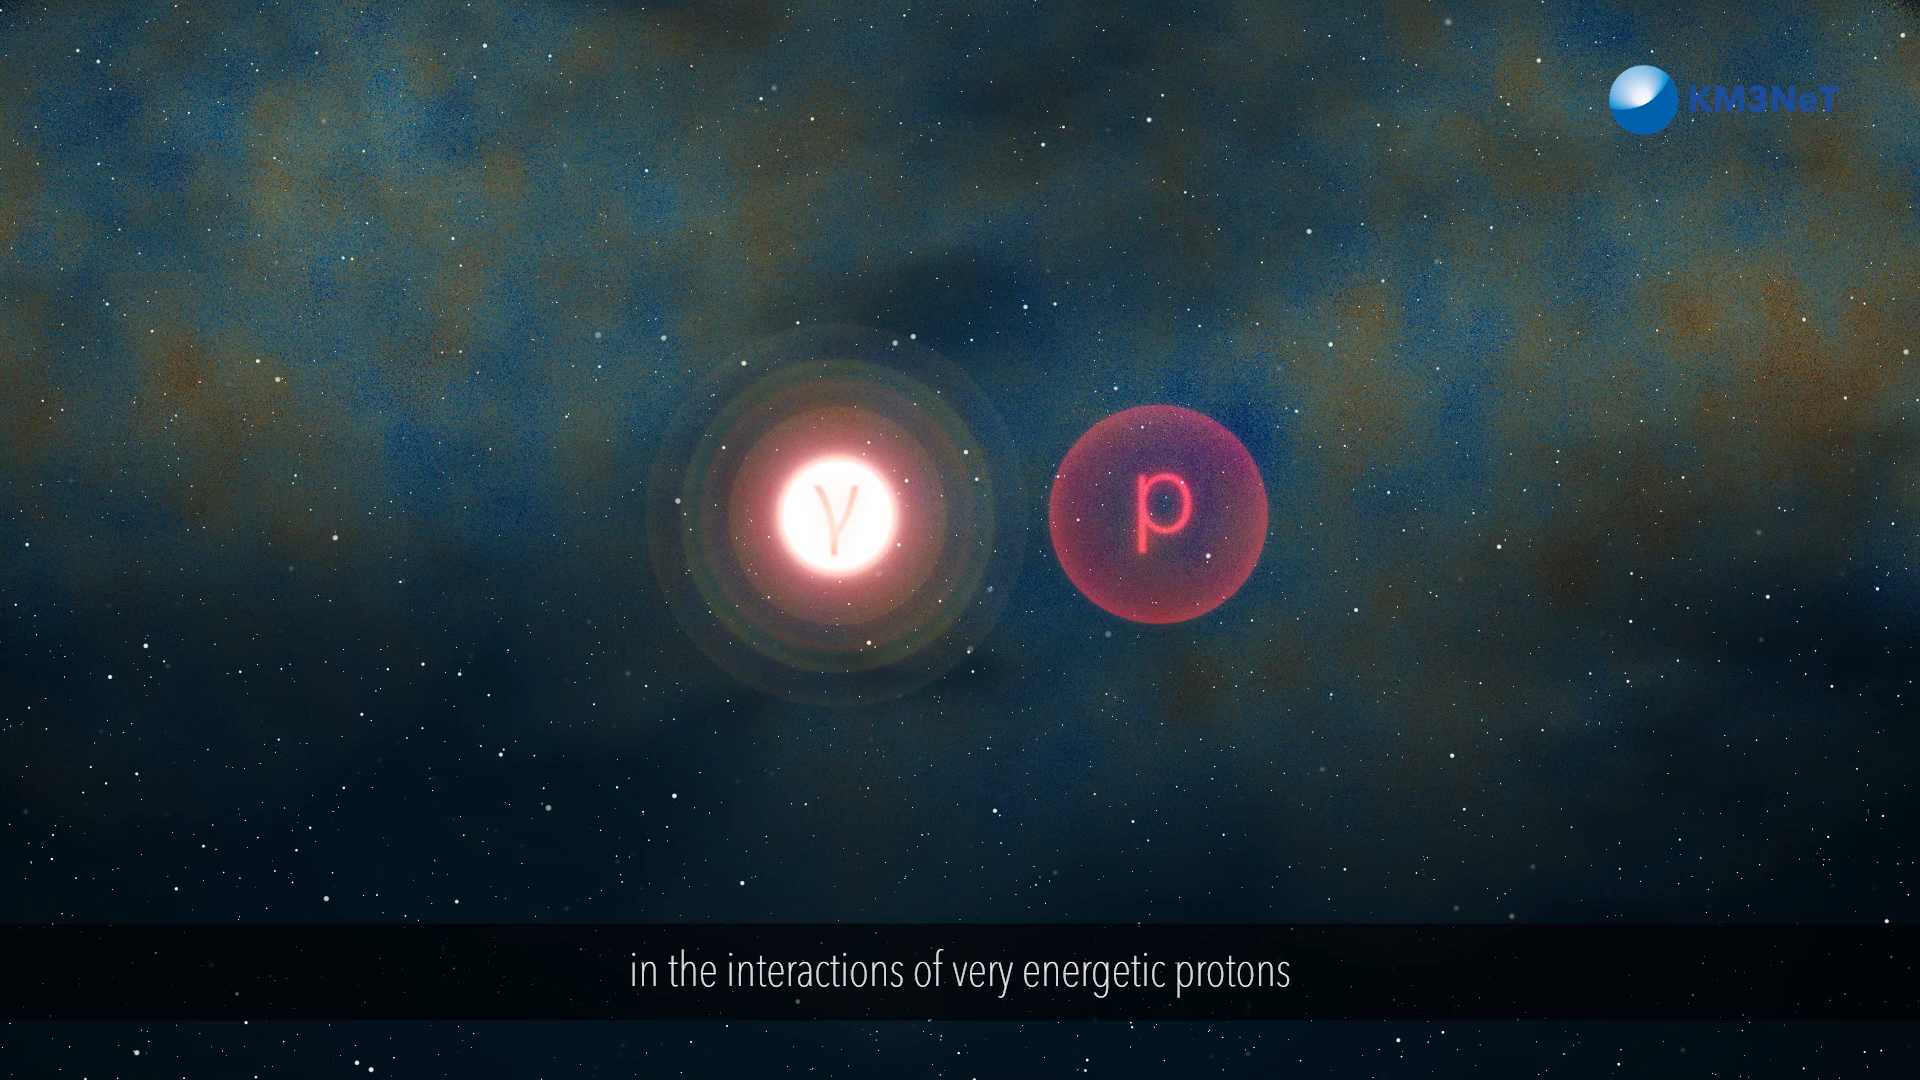 KM3NeT
γ
p
in the interactions of very energetic protons